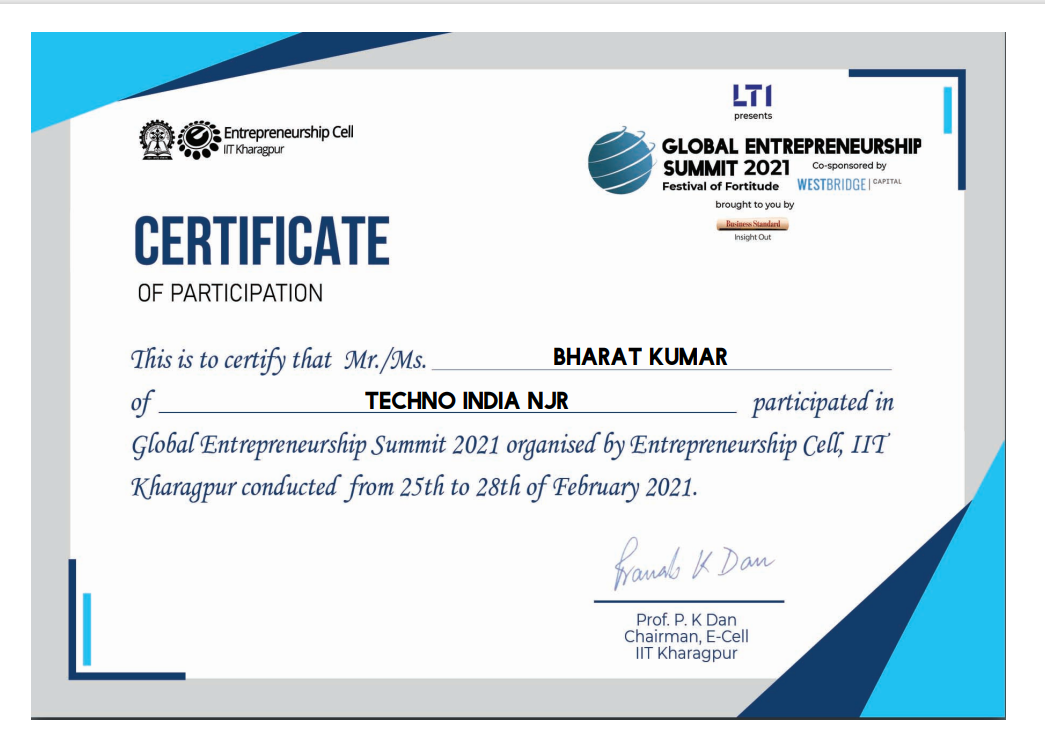 Entrepreneurship Cell
IIT Kharagpur
LTI
presents
GLOBAL ENTREPRENEURSHIP
SUMMIT 2021
Festival of Fortitude
Co-sponsored by
WESTBRIDGE | CAPITAL
brought to you by
Business Standard
Insight Out
CERTIFICATE
OF PARTICIPATION
This is to certify that Mr./Ms. BHARAT KUMAR
of TECHNO INDIA NJR participated in
Global Entrepreneurship Summit 2021 organised by Entrepreneurship Cell, IIT
Kharagpur conducted from 25th to 28th of February 2021.
Pranab K Dan
Prof. P. K Dan
Chairman, E-Cell
IIT Kharagpur